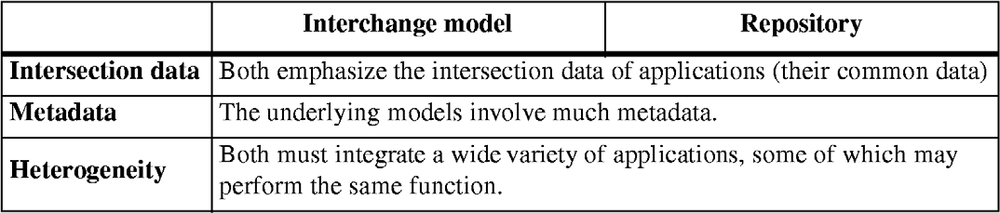 Interchange model Repository
Intersection data Both emphasize the intersection data of applications (their common data)
Metadata The underlying models involve much metadata.
Heterogeneity Both must integrate a wide variety of applications, some of which may
perform the same function.